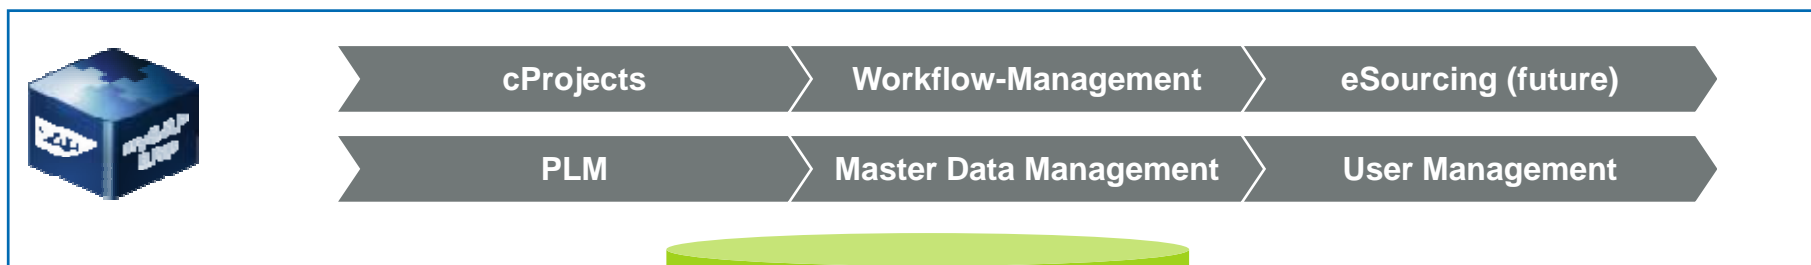 cProjects
Workflow-Management
eSourcing (future)
PLM
Master Data Management
User Management